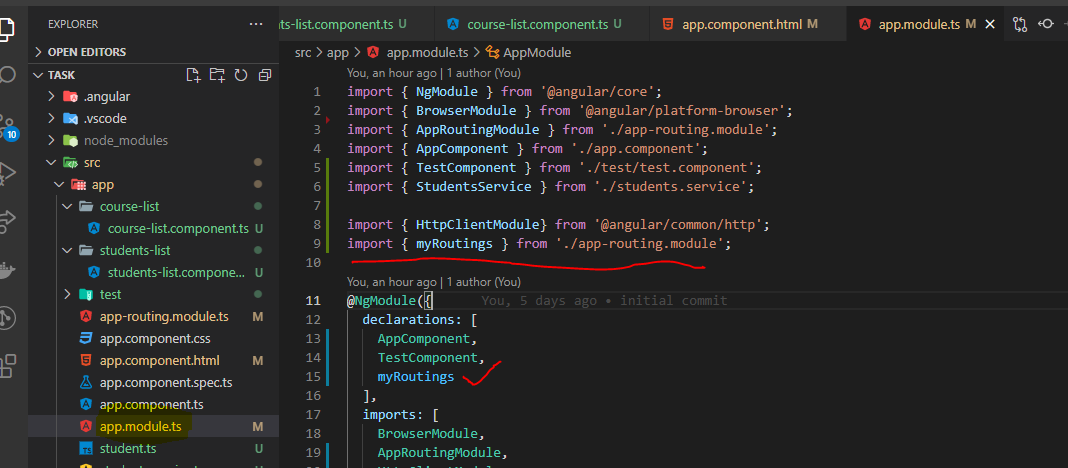 EXPLORER ···
nts-list.component.ts U
course-list.component.ts U
app.component.html M
app.module.ts M
OPEN EDITORS
src > app > app.module.ts > AppModule
TASK
You, an hour ago | 1 author (You)
.angular
1 import { NgModule } from '@angular/core';
.vscode
2 import { BrowserModule } from '@angular/platform-browser';
10
3 import { AppRoutingModule } from './app-routing.module';
node_modules
4 import { AppComponent } from './app.component';
src
5 import { TestComponent } from './test/test.component';
app
6 import { StudentsService } from './students.service';
course-list
7
course-list.component.ts U
8 import { HttpClientModule} from '@angular/common/http';
students-list
9 import { myRoutings } from './app-routing.module';
students-list.compone... U
10
You, an hour ago | 1 author (You)
test
11 @NgModule({ You, 5 days ago • initial commit
app-routing.module.ts M
12 declarations: [
app.component.css
13 AppComponent,
app.component.html M
14 TestComponent,
app.component.spec.ts
15 myRoutings
app.component.ts
16 ],
app.module.ts M
17 imports: [
18 BrowserModule,
student.ts U
19 AppRoutingModule,